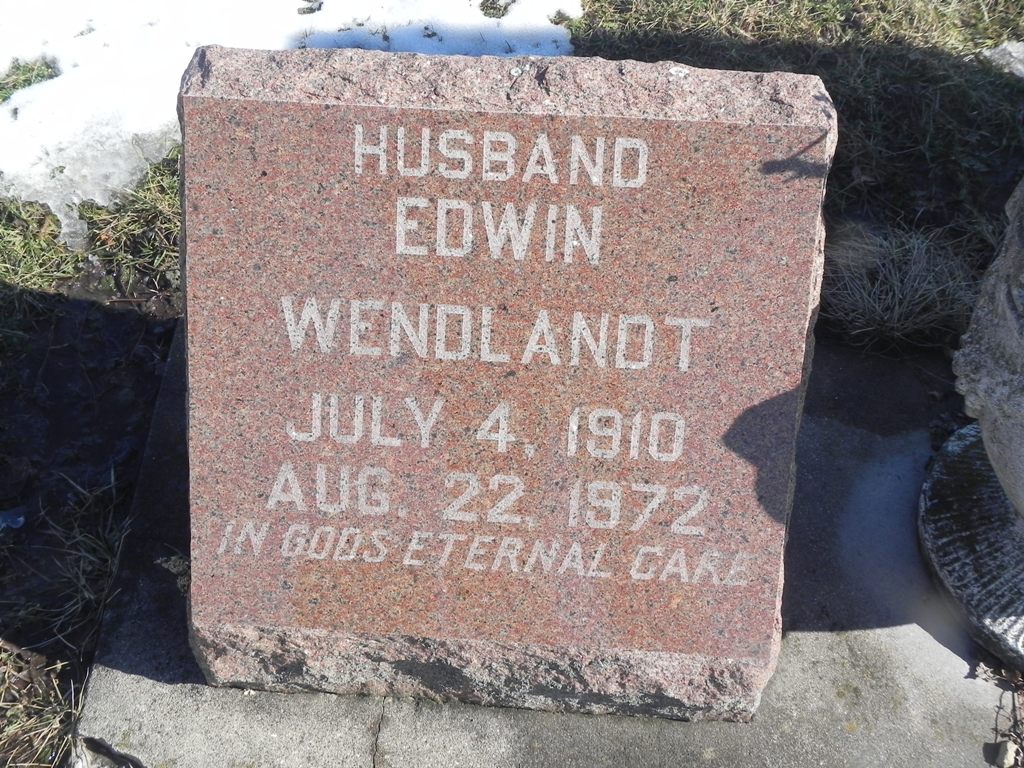 HUSBAND
EDWIN
WENDLANDT
JULY 4, 1910
AUG. 22, 1972
IN GODS ETERNAL CARE